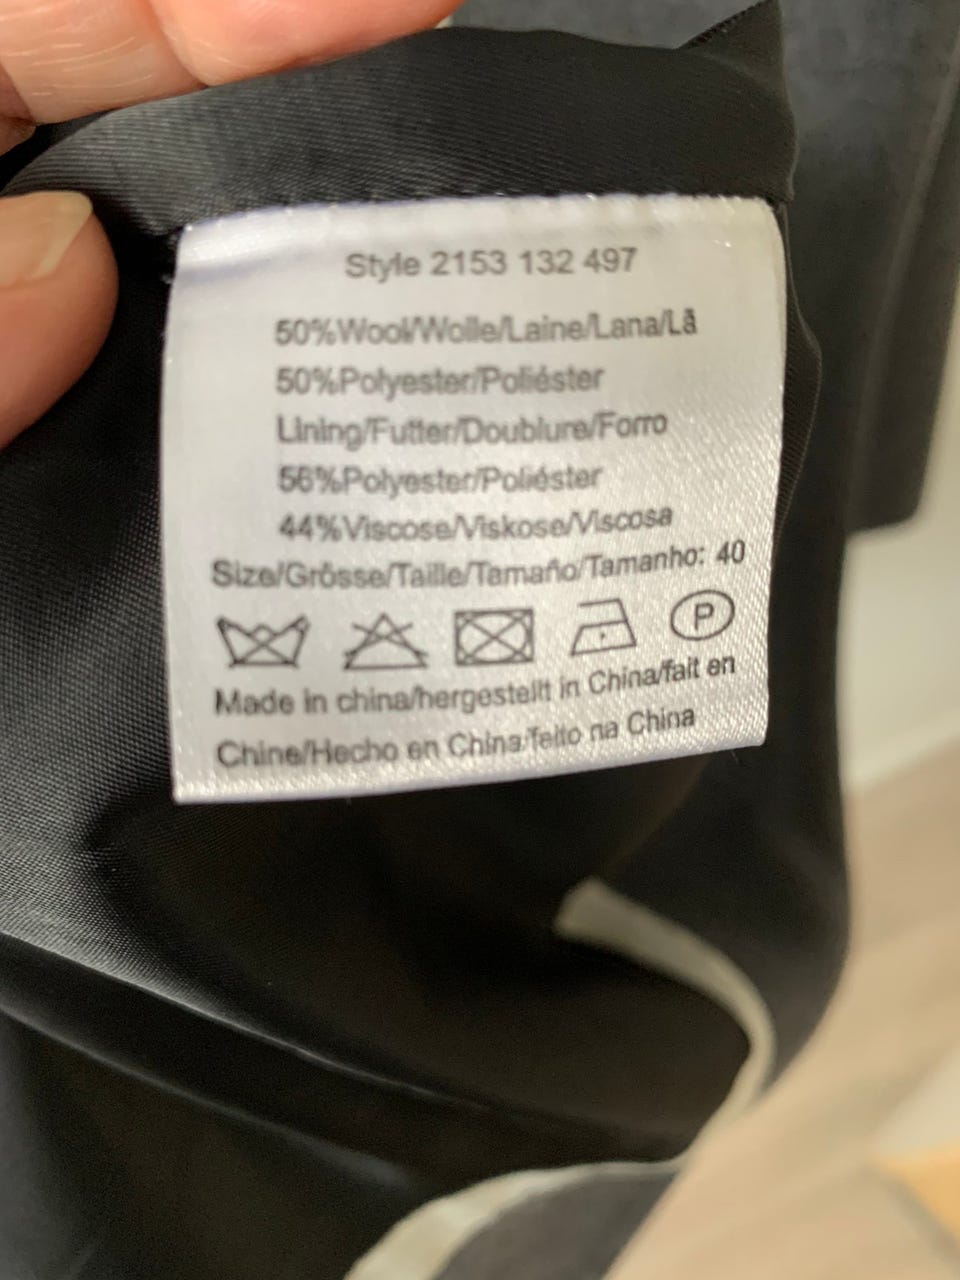 Style 2153 132 497
50%Wool/Wolle/Laine/Lana/Lã
50%Polyester/Poliéster
Lining/Futter/Doublure/Forro
56%Polyester/Poliéster
44%Viscose/Viskose/Viscosa
Size/Grösse/Taille/Tamaño/Tamanho: 40
P
Made in china/hergestellt in China/fait en
Chine/Hecho en China/feito na China